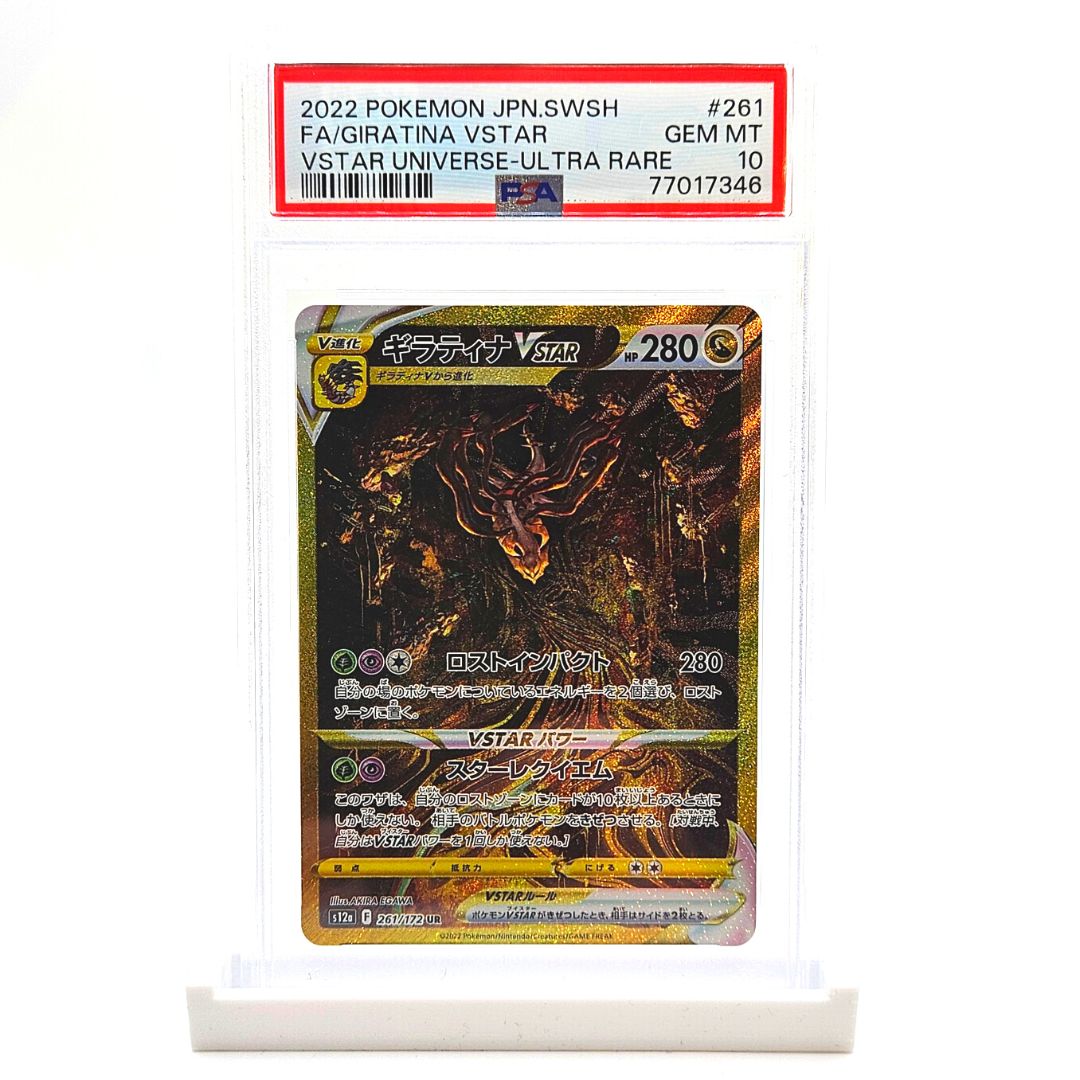 2022 POKEMON JPN.SWSH #261
FA/GIRATINA VSTAR GEM MT
VSTAR UNIVERSE-ULTRA RARE 10
PSA 77017346
V進化 ギラティナVSTAR HP 280
ギラティナVから進化
ロストインパクト 280
自分の場のポケモンについているエネルギーを2個選び、ロスト
ゾーンに置く。
VSTARパワー
スターレクイエム
このワザは、自分のロストゾーンにカードが10枚以上あるときに
しか使えない。相手のバトルポケモンをきぜつさせる。[対戦中、
自分はVSTARパワーを1回しか使えない。]
弱点 抵抗力 にげる
Illus. AKIRA EGAWA
VSTARルール
s12a F 261/172 UR
ポケモンVSTARがきぜつしたとき、相手はサイドを2枚とる。
©2022 Pokémon/Nintendo/Creatures/GAME FREAK